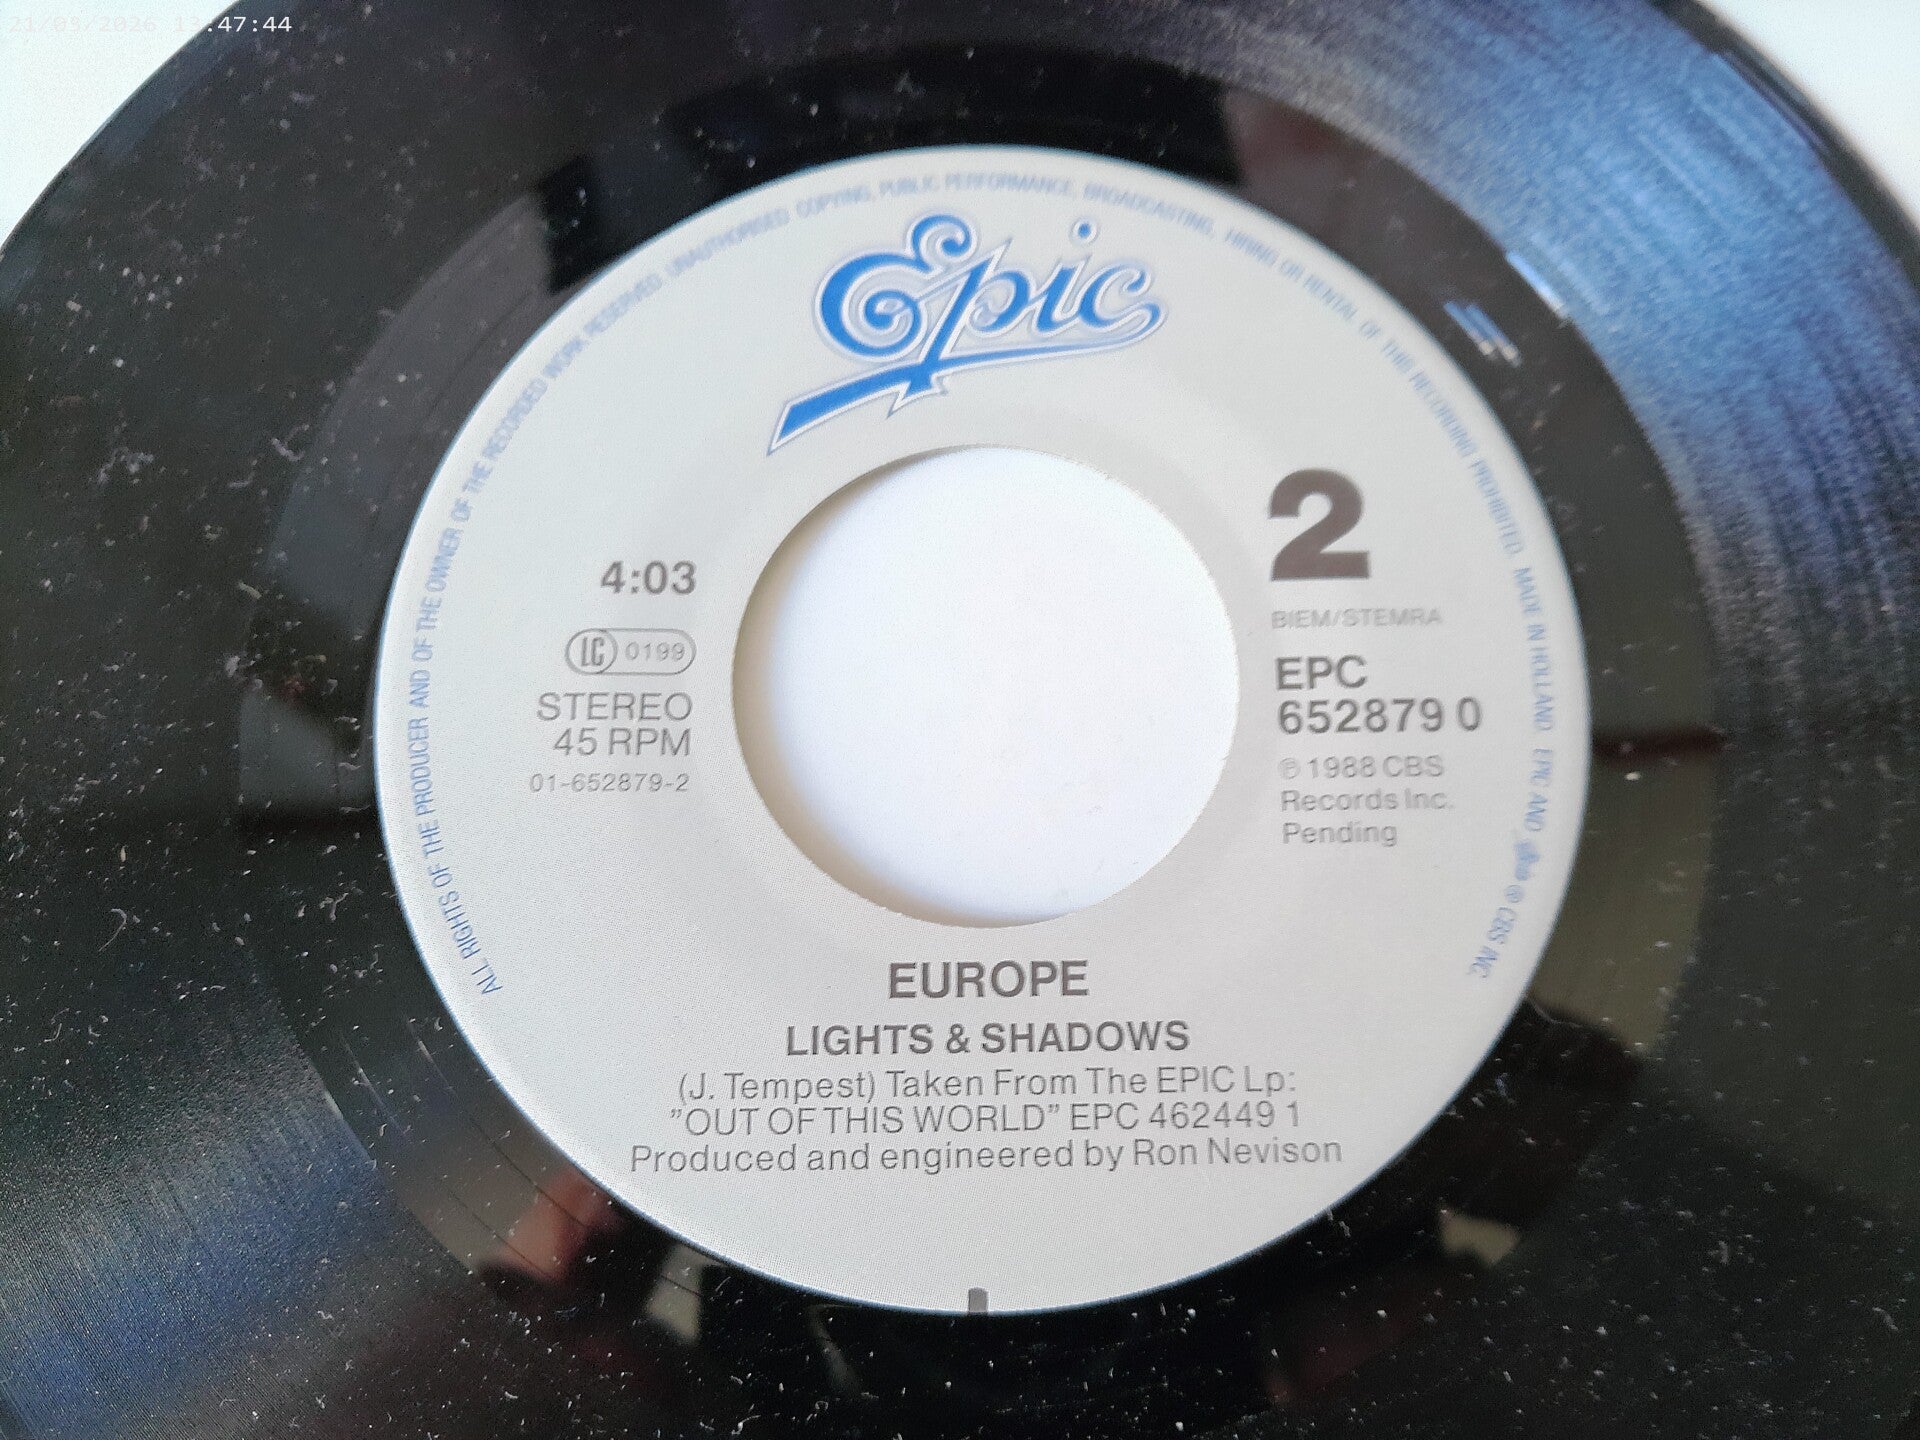 21/05/2026 13:47:44
ALL RIGHTS OF THE PRODUCER AND OF THE OWNER OF THE RECORDED WORK RESERVED. UNAUTHORISED COPYING, PUBLIC PERFORMANCE, BROADCASTING, HIRING OR RENTAL OF THIS RECORDING PROHIBITED. MADE IN HOLLAND. EPIC AND ® CBS INC.
Epic
2
4:03
BIEM/STEMRA
LC 0199
EPC
STEREO
652879 0
45 RPM
℗ 1988 CBS
01-652879-2
Records Inc.
Pending
EUROPE
LIGHTS & SHADOWS
(J. Tempest) Taken From The EPIC Lp:
"OUT OF THIS WORLD" EPC 462449 1
Produced and engineered by Ron Nevison